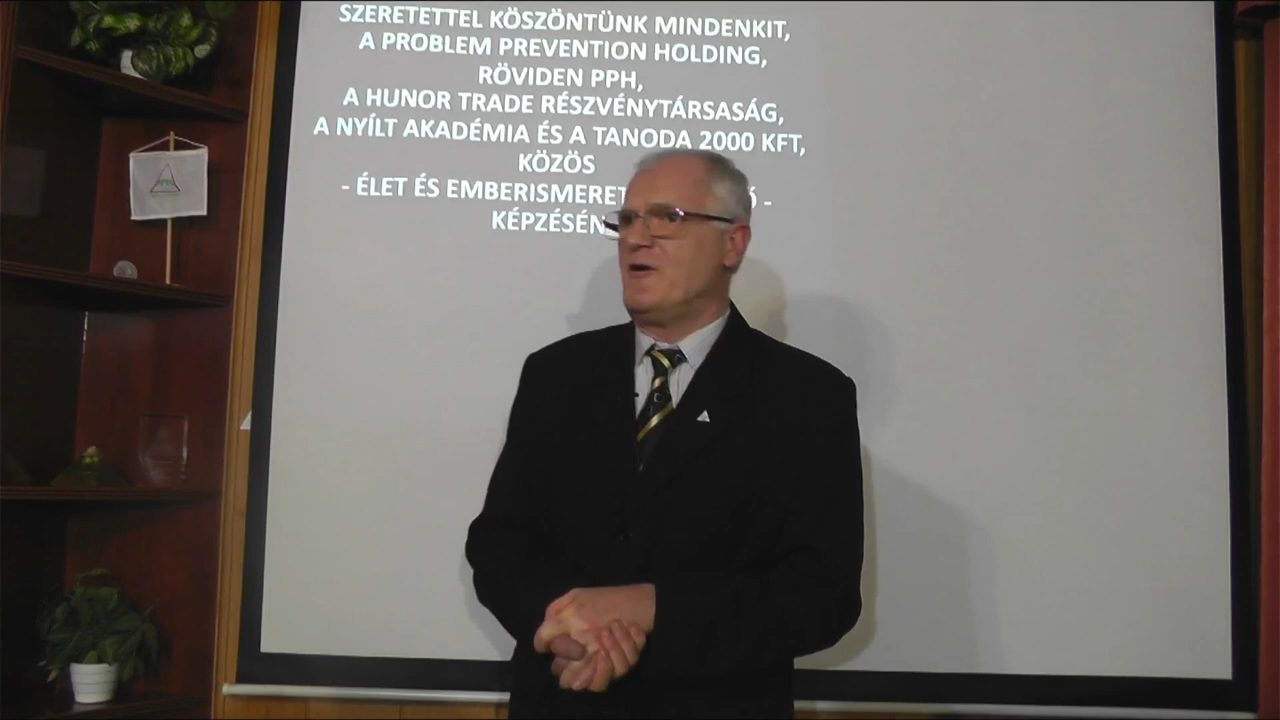 SZERETETTEL KÖSZÖNTÜNK MINDENKIT,
A PROBLEM PREVENTION HOLDING,
RÖVIDEN PPH,
A HUNOR TRADE RÉSZVÉNYTÁRSASÁG,
A NYÍLT AKADÉMIA ÉS A TANODA 2000 KFT,
KÖZÖS
- ÉLET ÉS EMBERISMERET -